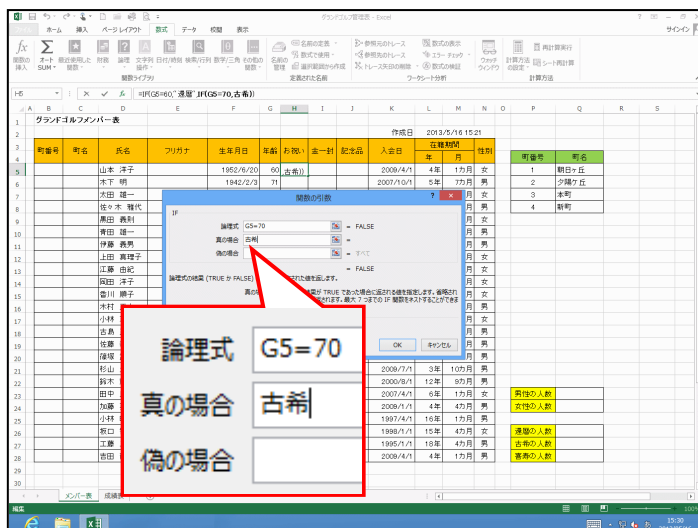 グランドゴルフ管理表 - Excel
サインイン
ホーム 挿入 ページレイアウト 数式 データ 校閲 表示
関数の挿入 オート SUM 最近使用した関数 財務 論理 文字列操作 日付/時刻 検索/行列 数学/三角 その他の関数 名前の管理 名前の定義 数式で使用 選択範囲から作成 参照元のトレース 参照先のトレース トレース矢印の削除 数式の表示 エラー チェック 数式の検証 ウォッチウィンドウ 計算方法の設定 再計算実行 シート再計算
関数ライブラリ 定義された名前 ワークシート分析 計算方法
H5 =IF(G5=60,"還暦",IF(G5=70,古希))
A B C D E F G H I J K L M N O P Q R S
グランドゴルフメンバー表
作成日 2013/5/16 15:21
町番号 町名 氏名 フリガナ 生年月日 年齢 お祝い 金一封 記念品 入会日 在籍期間 性別
年 月 町番号 町名
山本 洋子 1952/6/20 60 ,古希)) 2009/4/1 4年 1カ月 女 1 朝日ヶ丘
木下 明 1942/2/3 71 2007/10/1 5年 7カ月 男 2 夕陽ケ丘
太田 雄一 3 本町
佐々木 雅代 4 新町
黒田 義則
青田 雄一
伊藤 義男
上田 真理子
江藤 由紀
岡田 洋子
香川 順子
木村
小林
古島
佐藤
篠塚
杉山 2009/7/1 3年 10カ月 男
鈴木 2000/8/1 12年 9カ月 男
田中 2007/4/1 6年 1カ月 女 男性の人数
加藤 2009/1/1 4年 4カ月 男 女性の人数
小林 1997/4/1 16年 1カ月 男
坂口 1998/1/1 15年 4カ月 女 還暦の人数
工藤 1995/1/1 18年 4カ月 男 古希の人数
吉田 2009/4/1 4年 1カ月 男 喜寿の人数
関数の引数
IF
論理式 G5=70 = FALSE
真の場合 古希 =
偽の場合 = すべて
= FALSE
OK キャンセル
論理式 G5=70
真の場合 古希
偽の場合
メンバー表 成績表
編集 100%
15:30